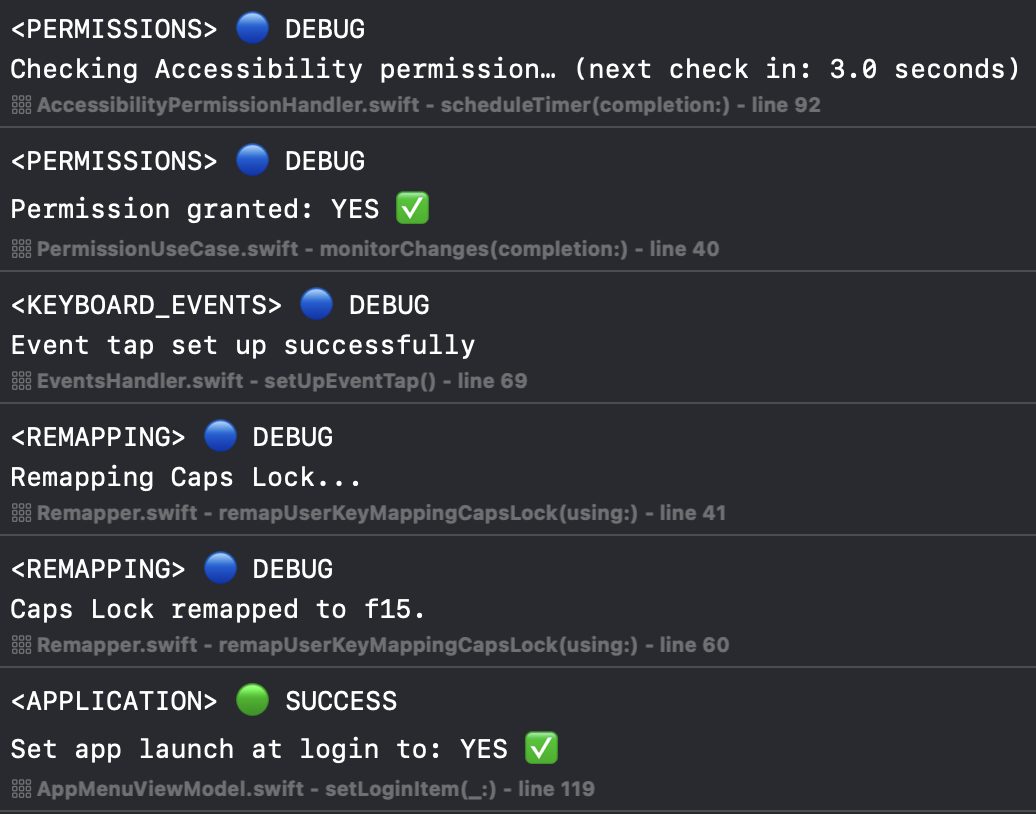 <PERMISSIONS> 🔵 DEBUG
Checking Accessibility permission… (next check in: 3.0 seconds)
AccessibilityPermissionHandler.swift - scheduleTimer(completion:) - line 92
<PERMISSIONS> 🔵 DEBUG
Permission granted: YES ✅
PermissionUseCase.swift - monitorChanges(completion:) - line 40
<KEYBOARD_EVENTS> 🔵 DEBUG
Event tap set up successfully
EventsHandler.swift - setUpEventTap() - line 69
<REMAPPING> 🔵 DEBUG
Remapping Caps Lock...
Remapper.swift - remapUserKeyMappingCapsLock(using:) - line 41
<REMAPPING> 🔵 DEBUG
Caps Lock remapped to f15.
Remapper.swift - remapUserKeyMappingCapsLock(using:) - line 60
<APPLICATION> 🟢 SUCCESS
Set app launch at login to: YES ✅
AppMenuViewModel.swift - setLoginItem(_:) - line 119